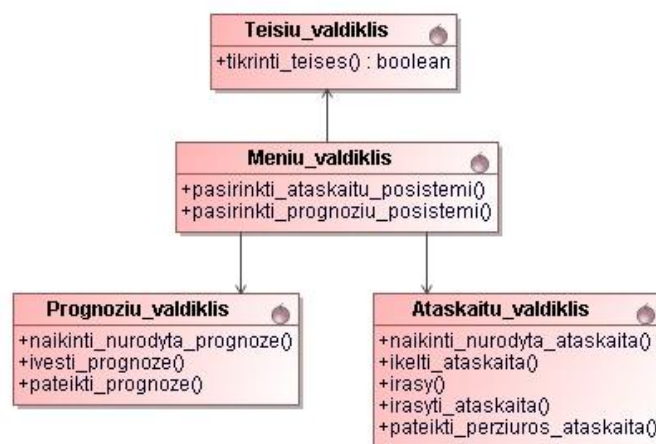 Teisiu_valdiklis
+tikrinti_teises() : boolean
Meniu_valdiklis
+pasirinkti_ataskaitu_posistemi()
+pasirinkti_prognoziu_posistemi()
Prognoziu_valdiklis
+naikinti_nurodyta_prognoze()
+ivesti_prognoze()
+pateikti_prognoze()
Ataskaitu_valdiklis
+naikinti_nurodyta_ataskaita()
+ikelti_ataskaita()
+irasy()
+irasyti_ataskaita()
+pateikti_perziuros_ataskaita()